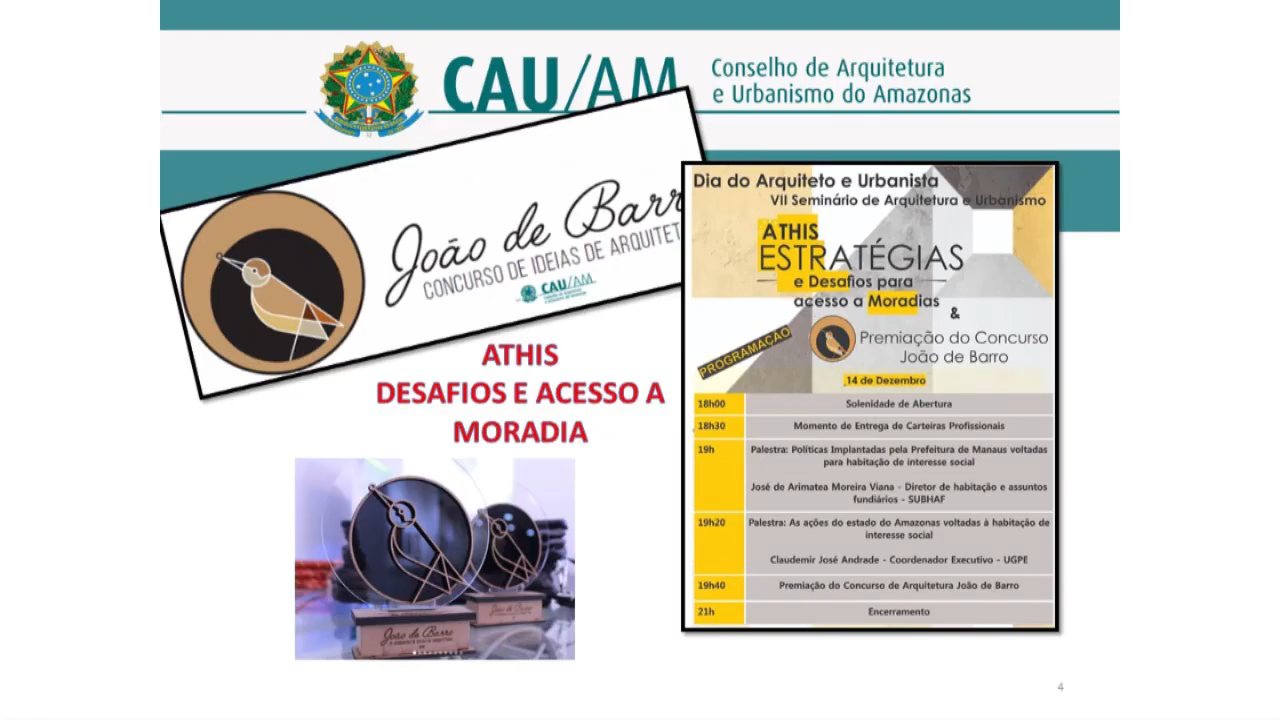 CAU/AM
Conselho de Arquitetura
e Urbanismo do Amazonas
João de Barr
CONCURSO DE IDEIAS DE ARQUITET
CAU/AM
ATHIS
DESAFIOS E ACESSO A
MORADIA
João de Barro
João de Barro
Dia do Arquiteto e Urbanista
VII Seminário de Arquitetura e Urbanismo
ATHIS
ESTRATÉGIAS
e Desafios para
acesso a Moradias
&
PROGRAMAÇÃO
Premiação do Concurso
João de Barro
14 de Dezembro
18h00 Solenidade de Abertura
18h30 Momento de Entrega de Carteiras Profissionais
19h Palestra: Políticas Implantadas pela Prefeitura de Manaus voltadas
para habitação de interesse social
José de Arimatea Moreira Viana - Diretor de habitação e assuntos
fundiários - SUBHAF
19h20 Palestra: As ações do estado do Amazonas voltadas à habitação de
interesse social
Claudemir José Andrade - Coordenador Executivo - UGPE
19h40 Premiação do Concurso de Arquitetura João de Barro
21h Encerramento
4